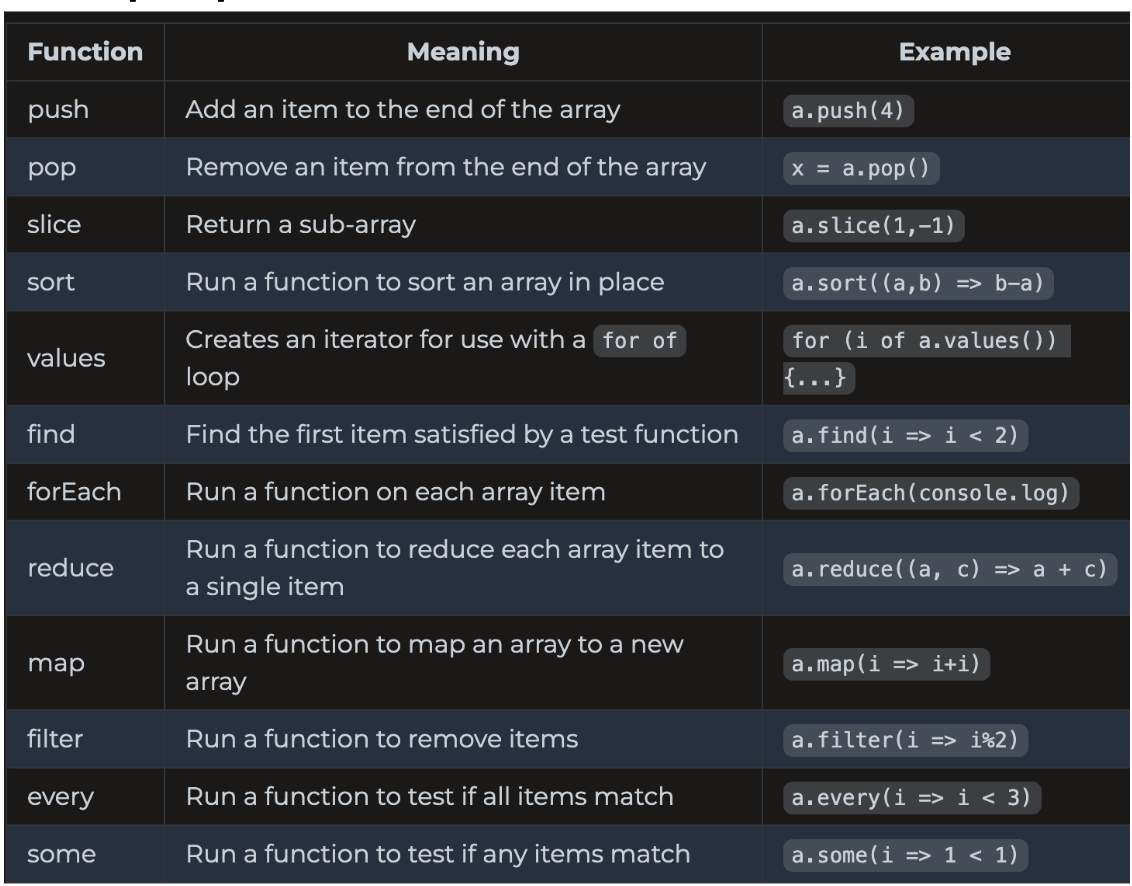 Function Meaning Example
push Add an item to the end of the array a.push(4)
pop Remove an item from the end of the array x = a.pop()
slice Return a sub-array a.slice(1,-1)
sort Run a function to sort an array in place a.sort((a,b) => b-a)
values Creates an iterator for use with a for of
loop for (i of a.values())
{...}
find Find the first item satisfied by a test function a.find(i => i < 2)
forEach Run a function on each array item a.forEach(console.log)
reduce Run a function to reduce each array item to
a single item a.reduce((a, c) => a + c)
map Run a function to map an array to a new
array a.map(i => i+i)
filter Run a function to remove items a.filter(i => i%2)
every Run a function to test if all items match a.every(i => i < 3)
some Run a function to test if any items match a.some(i => 1 < 1)